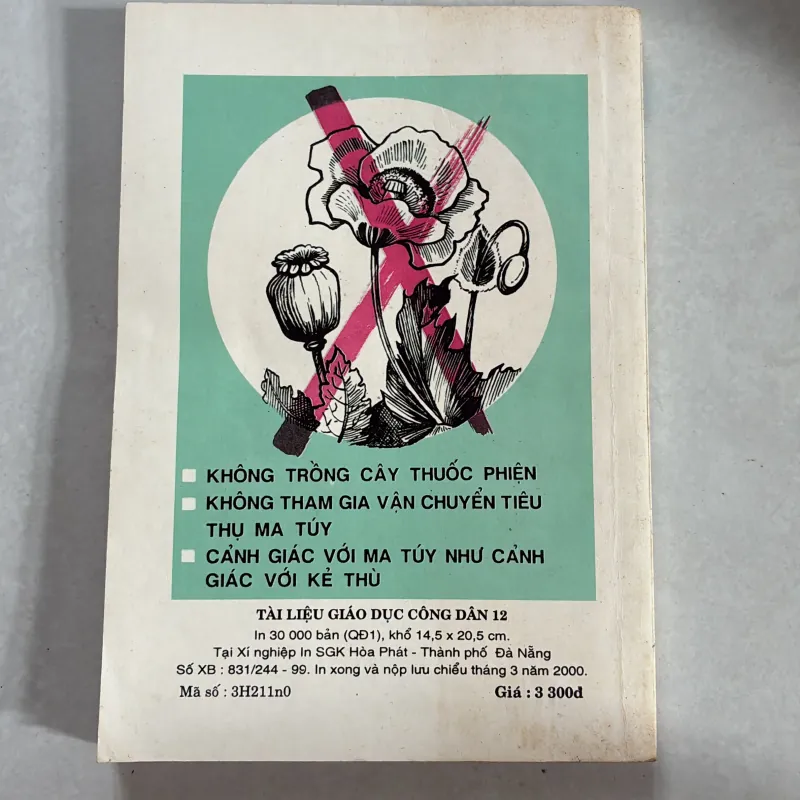 KHÔNG TRỒNG CÂY THUỐC PHIỆN
KHÔNG THAM GIA VẬN CHUYỂN TIÊU
THỤ MA TÚY
CẢNH GIÁC VỚI MA TÚY NHƯ CẢNH
GIÁC VỚI KẺ THÙ
TÀI LIỆU GIÁO DỤC CÔNG DÂN 12
In 30 000 bản (QĐ1), khổ 14,5 x 20,5 cm.
Tại Xí nghiệp In SGK Hòa Phát - Thành phố Đà Nẵng
Số XB : 831/244 - 99. In xong và nộp lưu chiểu tháng 3 năm 2000.
Mã số : 3H211n0 Giá : 3 300đ